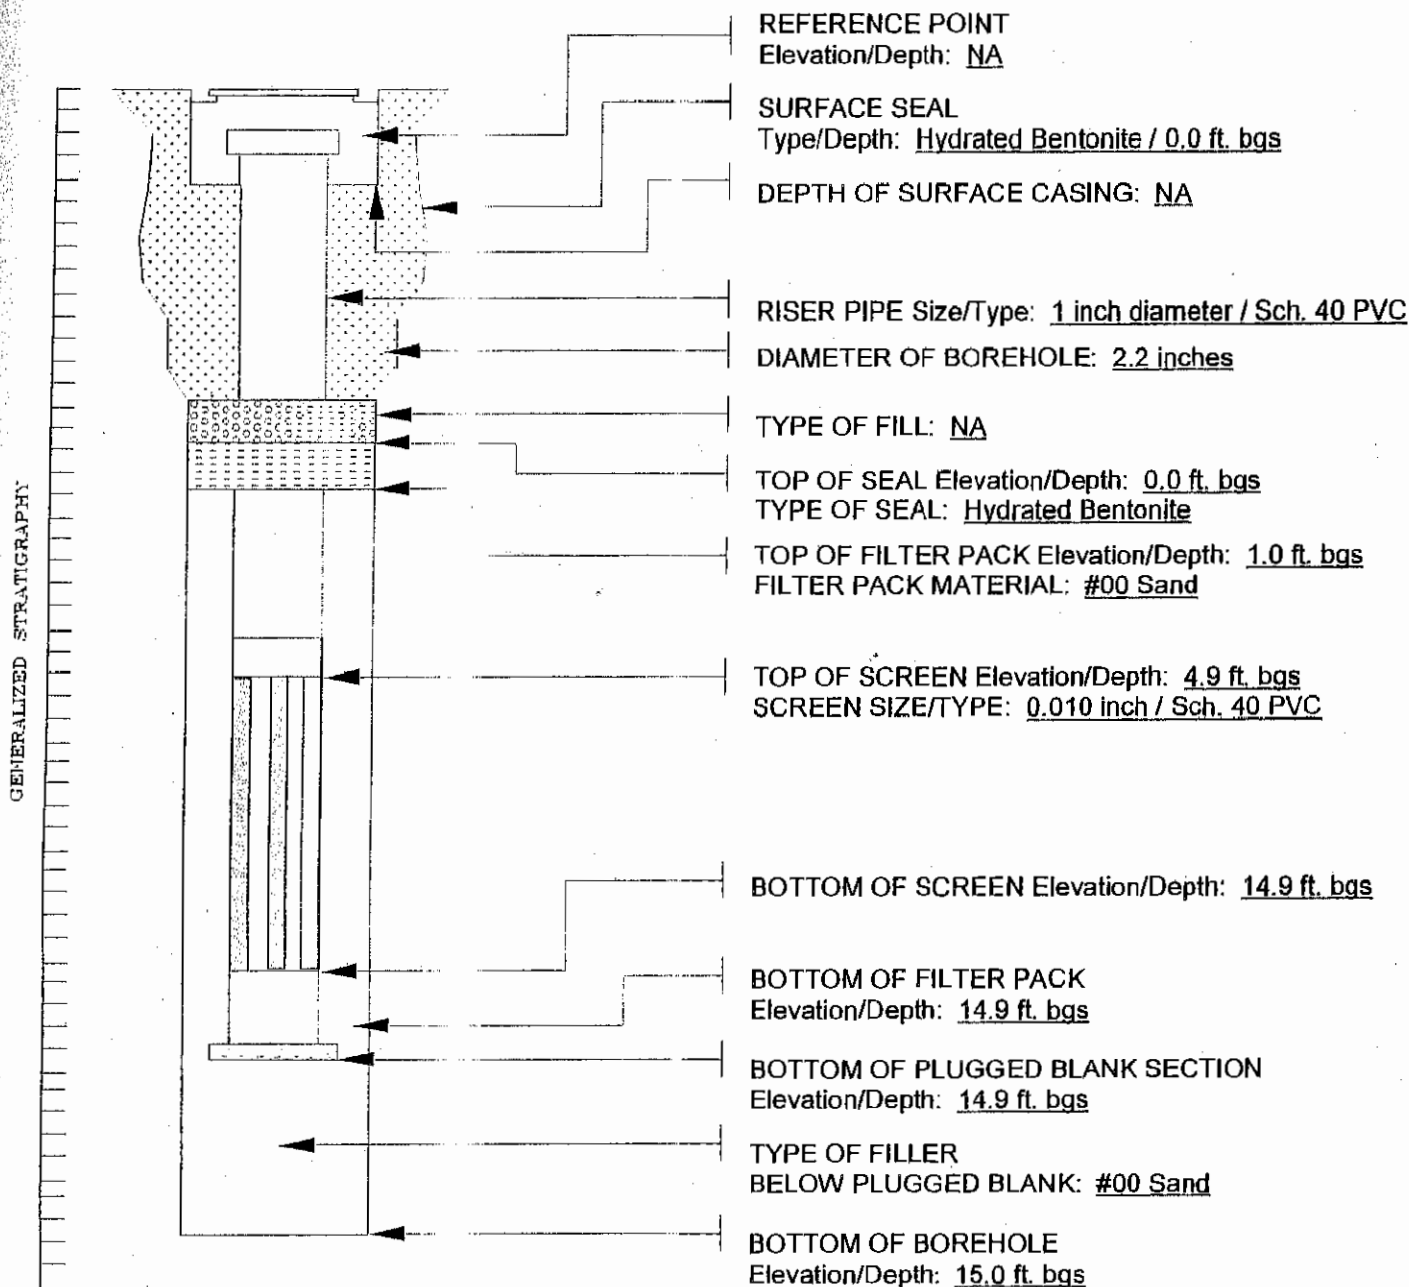 REFERENCE POINT
Elevation/Depth: NA
SURFACE SEAL
Type/Depth: Hydrated Bentonite / 0.0 ft. bgs
DEPTH OF SURFACE CASING: NA
RISER PIPE Size/Type: 1 inch diameter / Sch. 40 PVC
DIAMETER OF BOREHOLE: 2.2 inches
TYPE OF FILL: NA
TOP OF SEAL Elevation/Depth: 0.0 ft. bgs
TYPE OF SEAL: Hydrated Bentonite
TOP OF FILTER PACK Elevation/Depth: 1.0 ft. bgs
FILTER PACK MATERIAL: #00 Sand
TOP OF SCREEN Elevation/Depth: 4.9 ft. bgs
SCREEN SIZE/TYPE: 0.010 inch / Sch. 40 PVC
BOTTOM OF SCREEN Elevation/Depth: 14.9 ft. bgs
BOTTOM OF FILTER PACK
Elevation/Depth: 14.9 ft. bgs
BOTTOM OF PLUGGED BLANK SECTION
Elevation/Depth: 14.9 ft. bgs
TYPE OF FILLER
BELOW PLUGGED BLANK: #00 Sand
BOTTOM OF BOREHOLE
Elevation/Depth: 15.0 ft. bgs
GENERALIZED STRATIGRAPHY